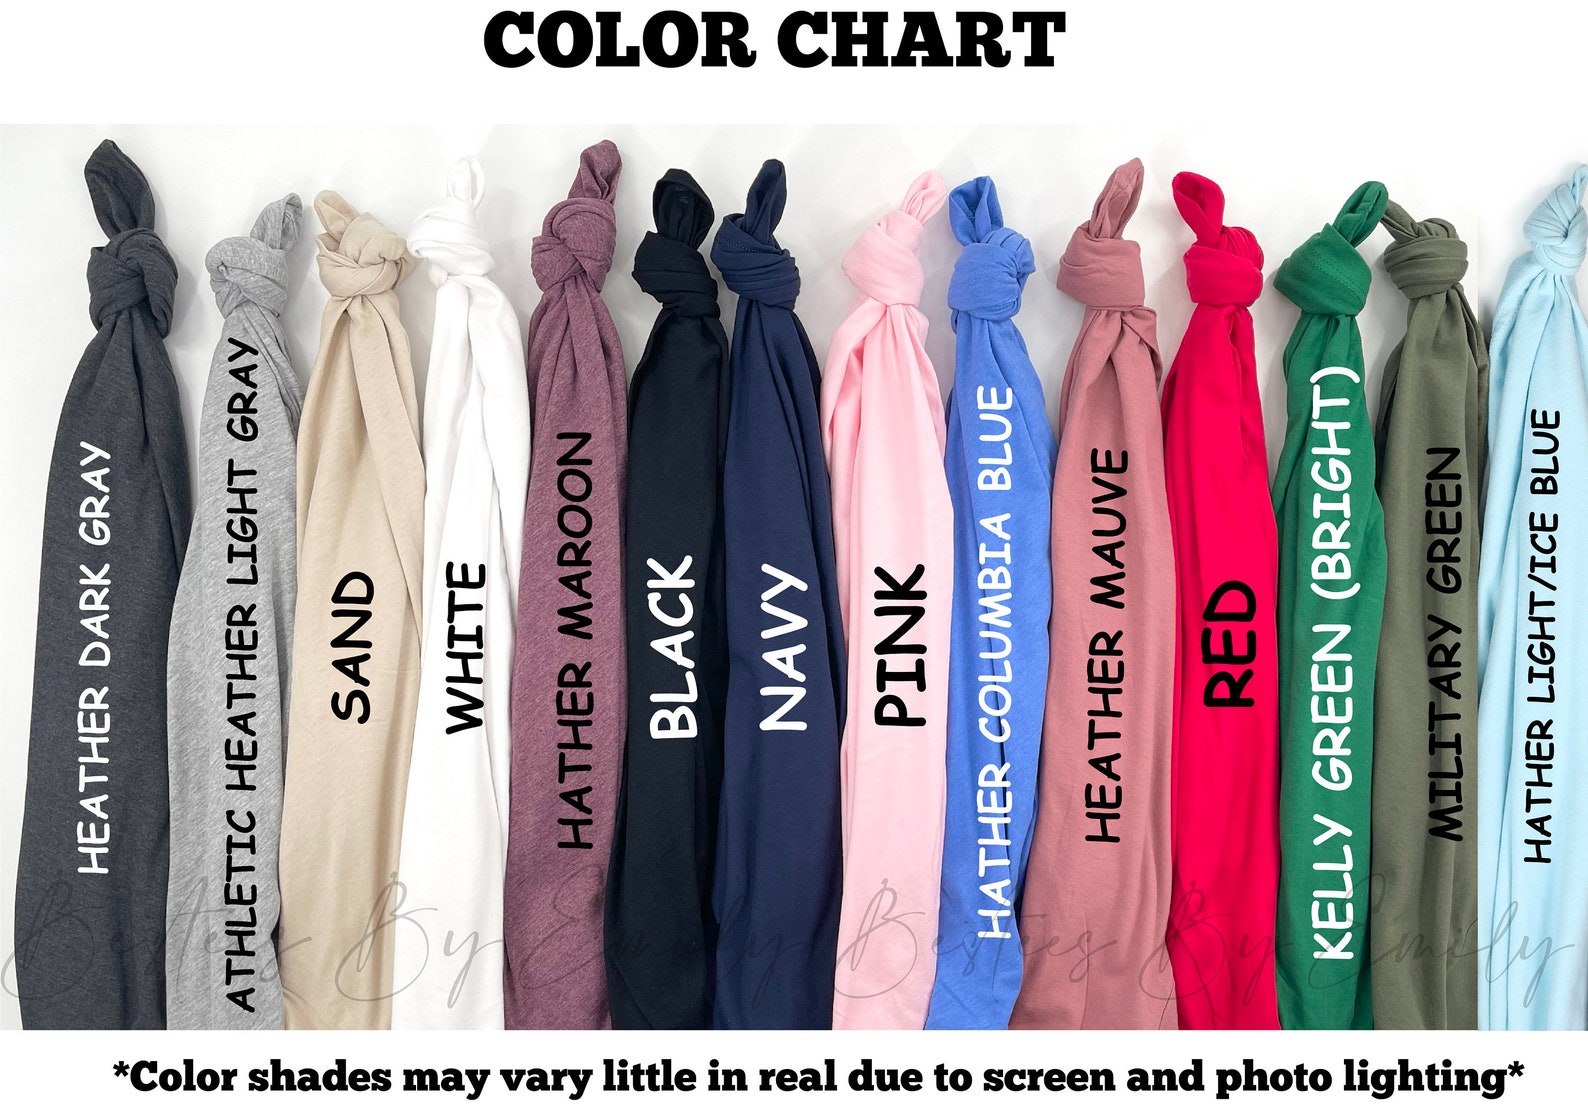 COLOR CHART
HEATHER DARK GRAY
ATHLETIC HEATHER LIGHT GRAY
SAND
WHITE
HATHER MAROON
BLACK
NAVY
PINK
HATHER COLUMBIA BLUE
HEATHER MAUVE
RED
KELLY GREEN (BRIGHT)
MILITARY GREEN
HATHER LIGHT/ICE BLUE
Bestees By Emily Bestees By Emily
*Color shades may vary little in real due to screen and photo lighting*